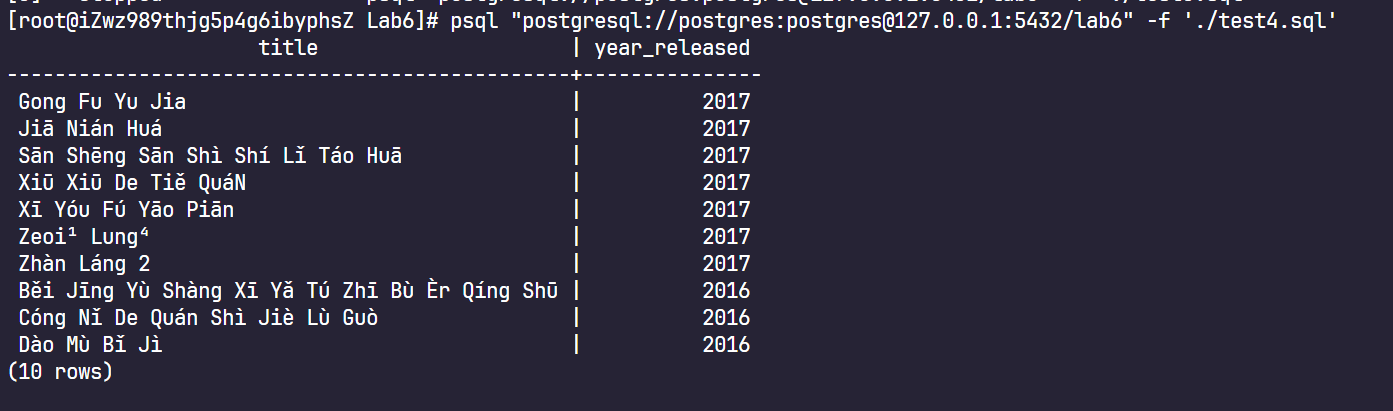 [root@iZwz989thjg5p4g6ibyphsZ Lab6]# psql "postgresql://postgres:postgres@127.0.0.1:5432/lab6" -f './test4.sql'
title | year_released
-----------------------------------------------+---------------
Gong Fu Yu Jia | 2017
Jiā Nián Huá | 2017
Sān Shēng Sān Shì Shí Lǐ Táo Huā | 2017
Xiū Xiū De Tiě QuáN | 2017
Xī Yóu Fú Yāo Piān | 2017
Zeoi¹ Lung⁴ | 2017
Zhàn Láng 2 | 2017
Běi Jīng Yù Shàng Xī Yǎ Tú Zhī Bù Èr Qíng Shū | 2016
Cóng Nǐ De Quán Shì Jiè Lù Guò | 2016
Dào Mù Bǐ Jì | 2016
(10 rows)